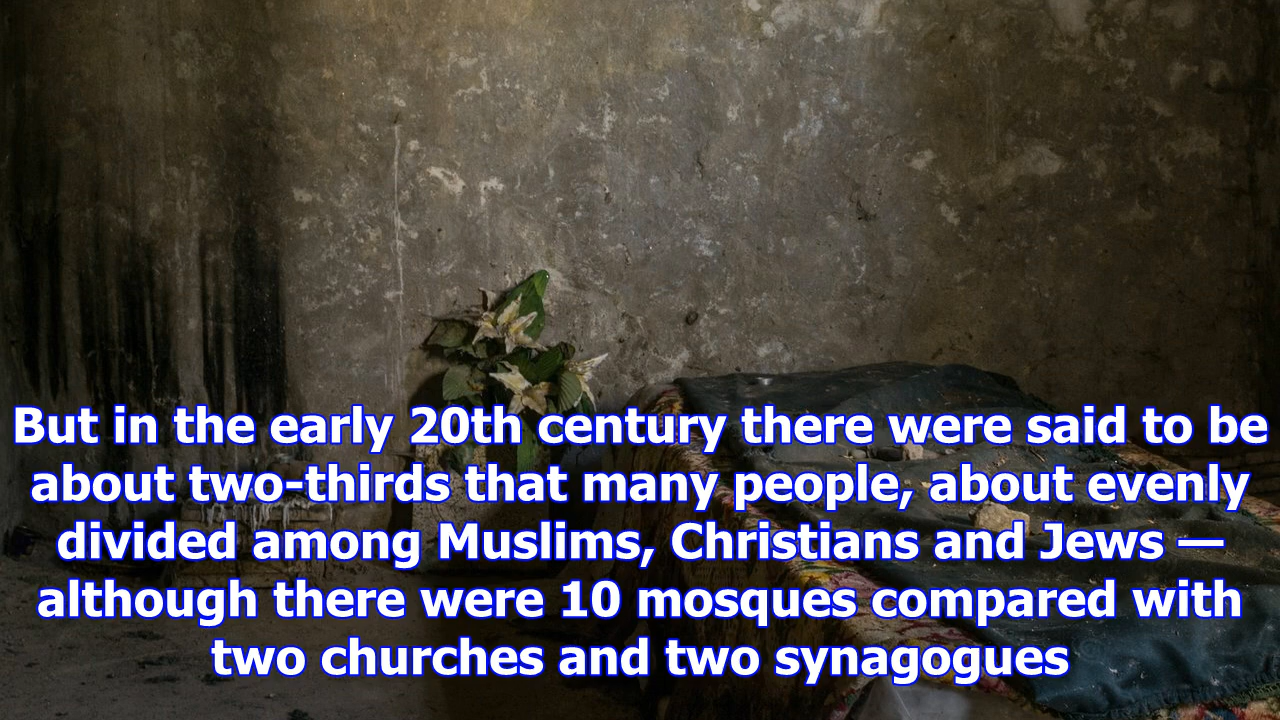 But in the early 20th century there were said to be
about two-thirds that many people, about evenly
divided among Muslims, Christians and Jews —
although there were 10 mosques compared with
two churches and two synagogues